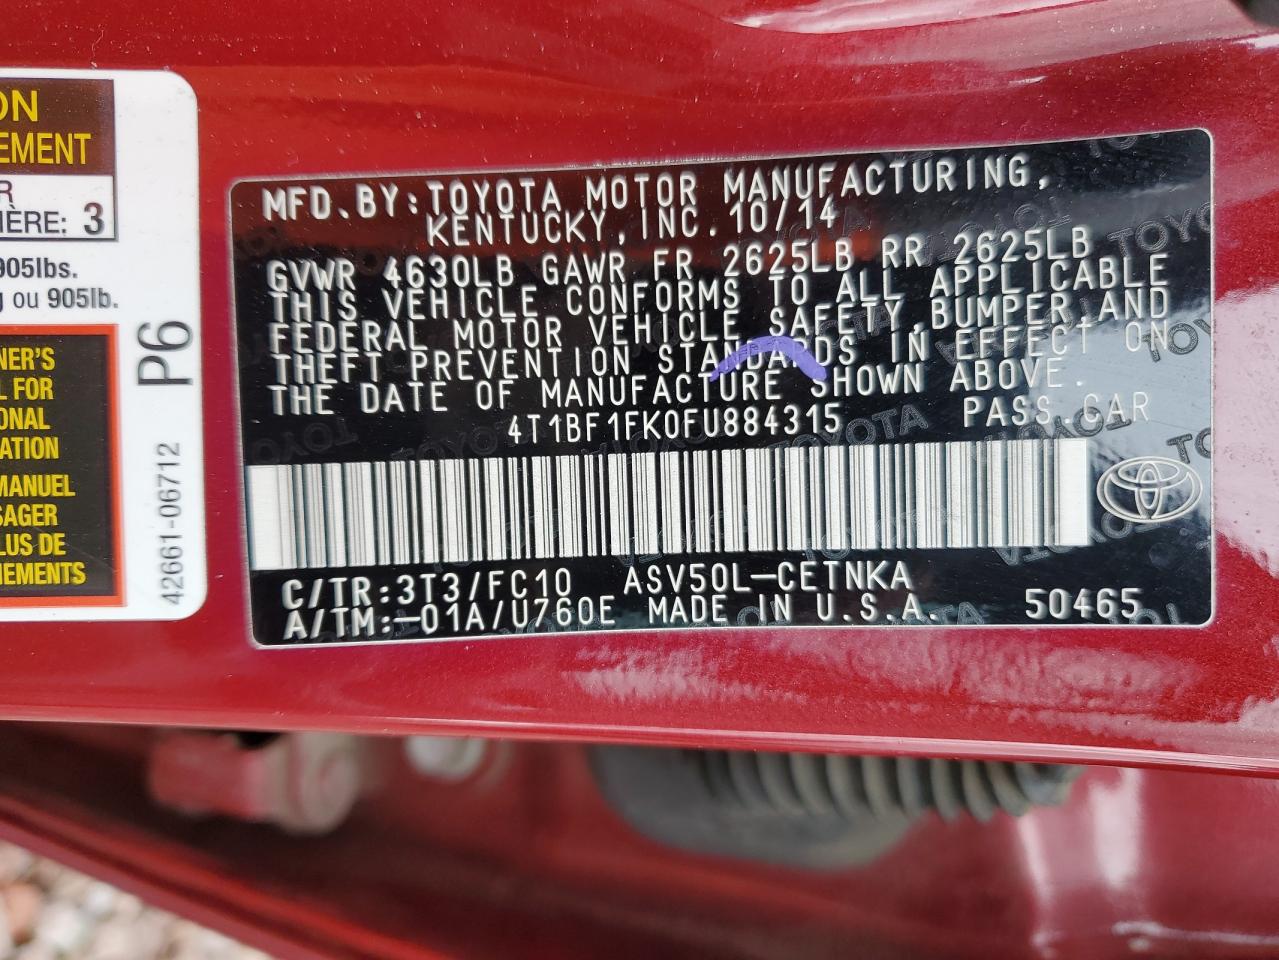 ON
EMENT
R
IÈRE: 3
905lbs.
g ou 905lb.
NER'S
L FOR
ONAL
ATION
MANUEL
SAGER
LUS DE
NEMENTS
P6
42661-06712
MFD.BY:TOYOTA MOTOR MANUFACTURING,
KENTUCKY,INC.10/14
GVWR 4630LB GAWR FR 2625LB RR 2625LB
THIS VEHICLE CONFORMS TO ALL APPLICABLE
FEDERAL MOTOR VEHICLE SAFETY,BUMPER,AND
THEFT PREVENTION STANDARDS IN EFFECT ON
THE DATE OF MANUFACTURE SHOWN ABOVE.
4T1BF1FK0FU884315 PASS.CAR
C/TR:3T3/FC10 ASV50L-CETNKA
A/TM:-01A/U760E MADE IN U.S.A. 50465